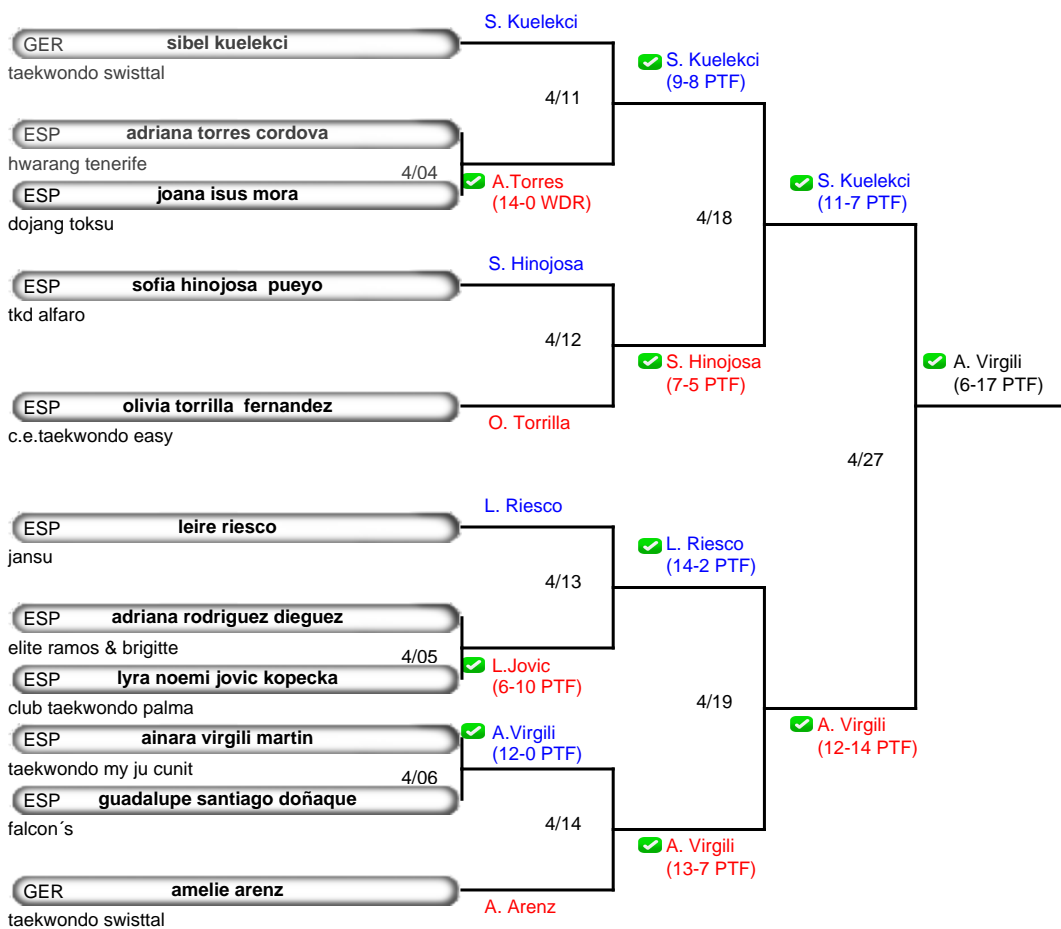 S. Kuelekci
GER sibel kuelekci
taekwondo swisttal
S. Kuelekci
(9-8 PTF)
4/11
ESP adriana torres cordova
hwarang tenerife
4/04
A.Torres
(14-0 WDR)
ESP joana isus mora
dojang toksu
S. Kuelekci
(11-7 PTF)
4/18
S. Hinojosa
ESP sofia hinojosa pueyo
tkd alfaro
4/12
S. Hinojosa
(7-5 PTF)
A. Virgili
(6-17 PTF)
ESP olivia torrilla fernandez
c.e.taekwondo easy
O. Torrilla
4/27
L. Riesco
ESP leire riesco
jansu
L. Riesco
(14-2 PTF)
4/13
ESP adriana rodriguez dieguez
elite ramos & brigitte
4/05
L.Jovic
(6-10 PTF)
ESP lyra noemi jovic kopecka
club taekwondo palma
4/19
A. Virgili
(12-14 PTF)
ESP ainara virgili martin
taekwondo my ju cunit
A.Virgili
(12-0 PTF)
4/06
ESP guadalupe santiago doñaque
falcon´s
4/14
A. Virgili
(13-7 PTF)
GER amelie arenz
taekwondo swisttal
A. Arenz